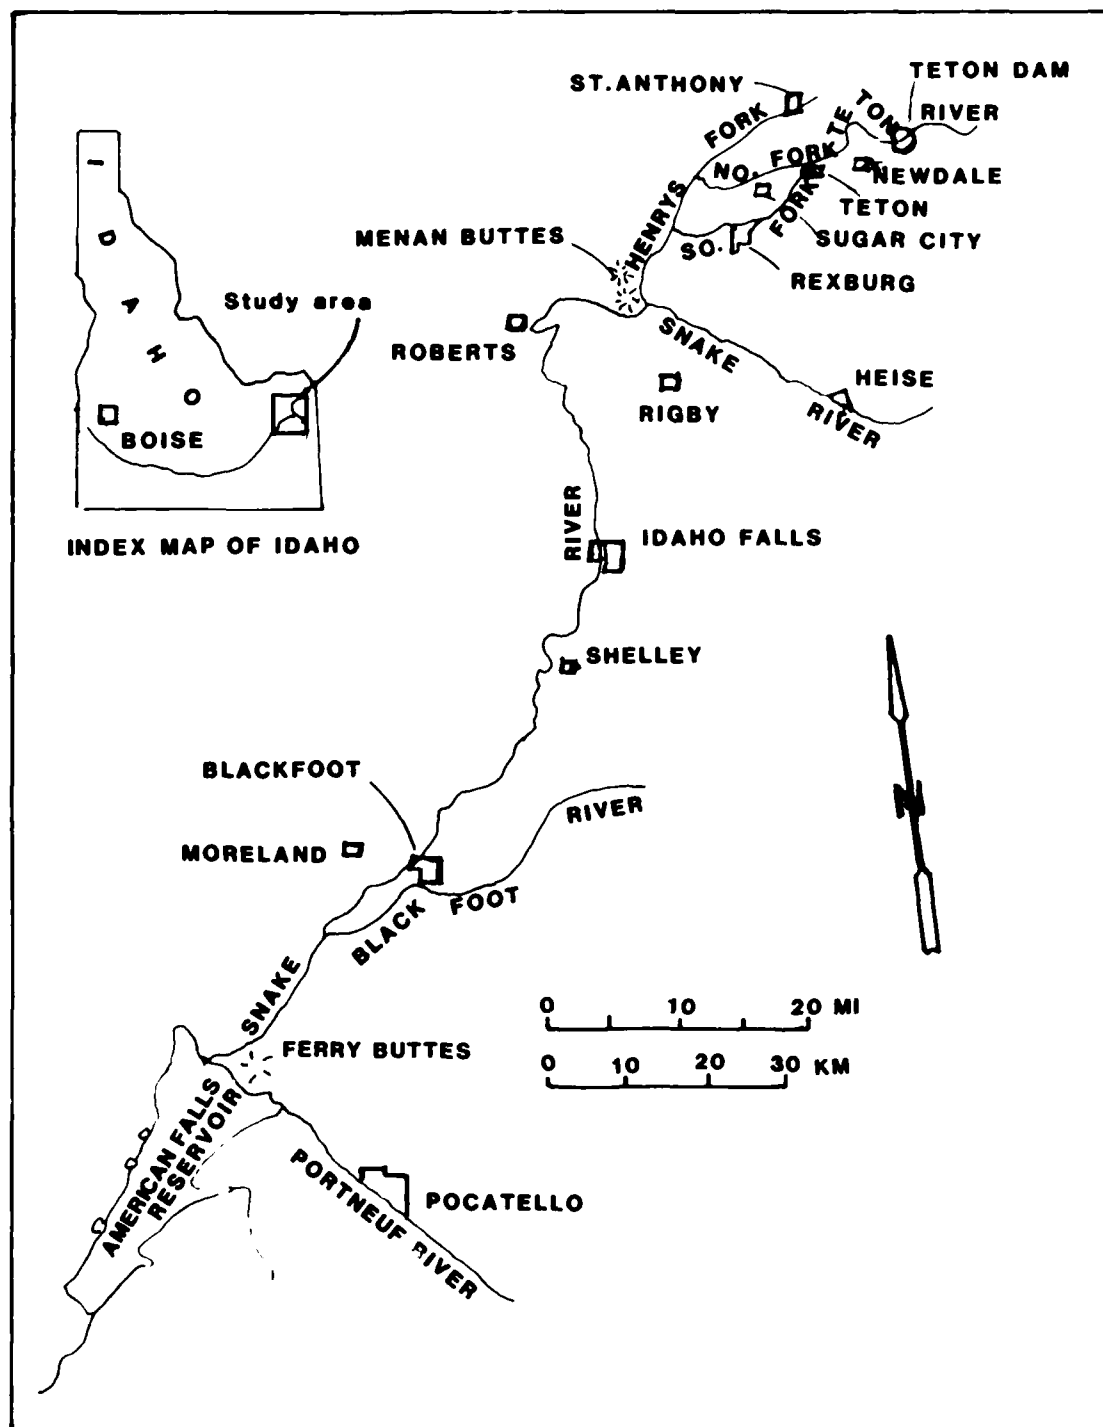 ST. ANTHONY
TETON DAM
TETON RIVER
HENRYS FORK
NO. FORK
NEWDALE
TETON
SO. FORK
SUGAR CITY
REXBURG
MENAN BUTTES
IDAHO
Study area
BOISE
INDEX MAP OF IDAHO
ROBERTS
SNAKE RIVER
HEISE
RIGBY
RIVER
IDAHO FALLS
SHELLEY
BLACKFOOT
MORELAND
BLACK FOOT RIVER
N
SNAKE
0 10 20 MI
0 10 20 30 KM
FERRY BUTTES
AMERICAN FALLS
RESERVOIR
PORTNEUF RIVER
POCATELLO